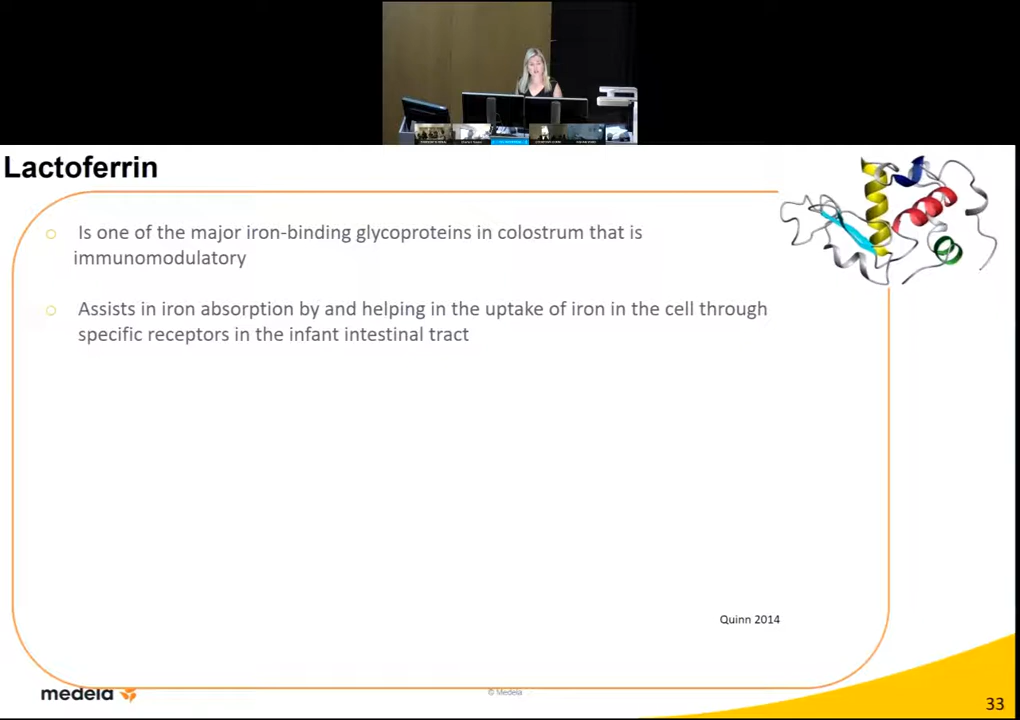 Lactoferrin
Is one of the major iron-binding glycoproteins in colostrum that is
immunomodulatory
Assists in iron absorption by and helping in the uptake of iron in the cell through
specific receptors in the infant intestinal tract
Quinn 2014
medela
© Medela
33